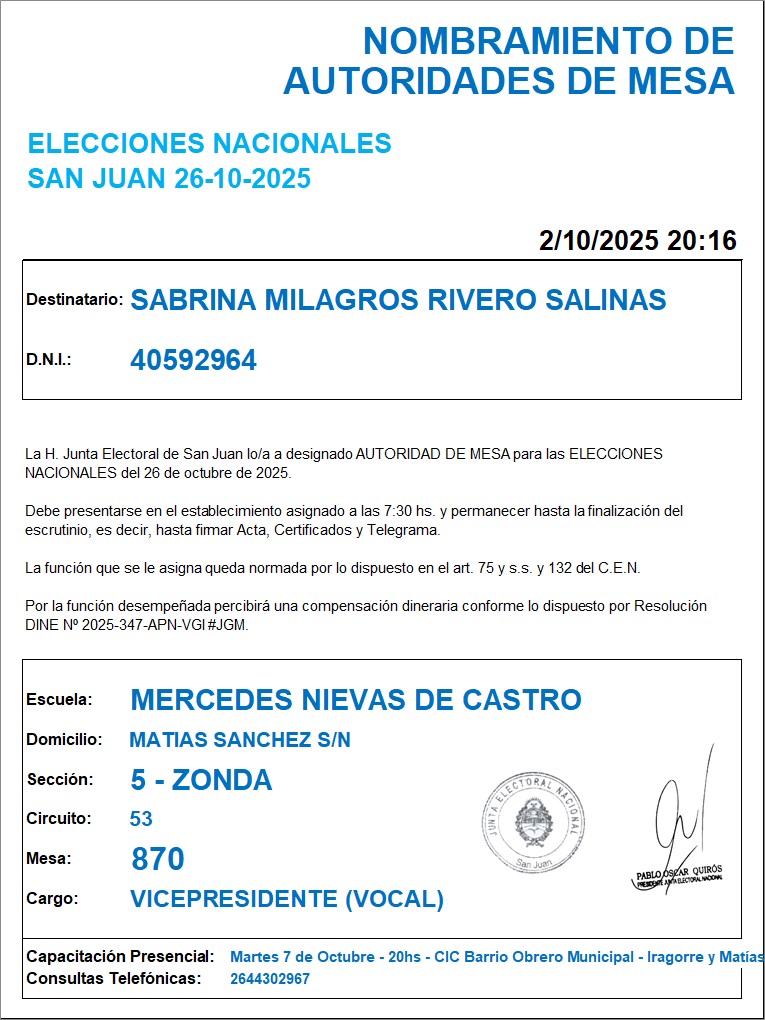 NOMBRAMIENTO DE
AUTORIDADES DE MESA
ELECCIONES NACIONALES
SAN JUAN 26-10-2025
2/10/2025 20:16
Destinatario: SABRINA MILAGROS RIVERO SALINAS
D.N.I.: 40592964
La H. Junta Electoral de San Juan lo/a a designado AUTORIDAD DE MESA para las ELECCIONES
NACIONALES del 26 de octubre de 2025.
Debe presentarse en el establecimiento asignado a las 7:30 hs. y permanecer hasta la finalización del
escrutinio, es decir, hasta firmar Acta, Certificados y Telegrama.
La función que se le asigna queda normada por lo dispuesto en el art. 75 y s.s. y 132 del C.E.N.
Por la función desempeñada percibirá una compensación dineraria conforme lo dispuesto por Resolución
DINE Nº 2025-347-APN-VGI#JGM.
Escuela: MERCEDES NIEVAS DE CASTRO
Domicilio: MATIAS SANCHEZ S/N
Sección: 5 - ZONDA
Circuito: 53
Mesa: 870
Cargo: VICEPRESIDENTE (VOCAL)
JUNTA ELECTORAL NACIONAL
San Juan
PABLO OSCAR QUIRÓS
PRESIDENTE JUNTA ELECTORAL NACIONAL
Capacitación Presencial: Martes 7 de Octubre - 20hs - CIC Barrio Obrero Municipal - Iragorre y Matías
Consultas Telefónicas: 2644302967